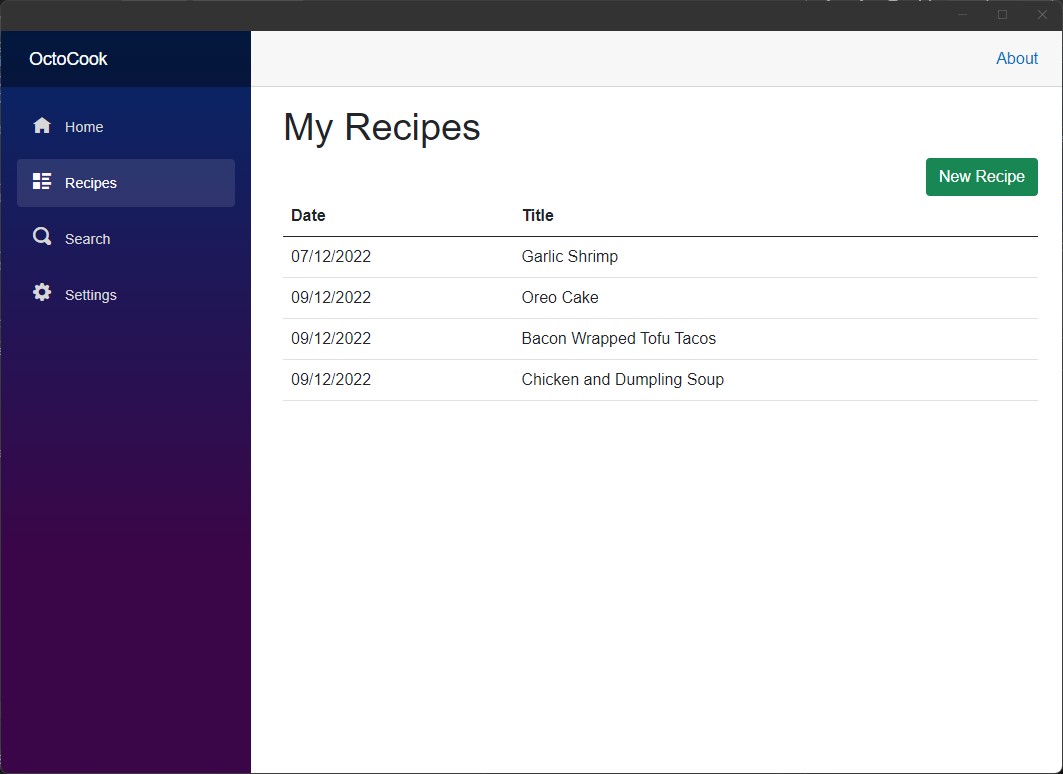 OctoCook
About
Home
Recipes
Search
Settings
My Recipes
New Recipe
Date Title
07/12/2022 Garlic Shrimp
09/12/2022 Oreo Cake
09/12/2022 Bacon Wrapped Tofu Tacos
09/12/2022 Chicken and Dumpling Soup